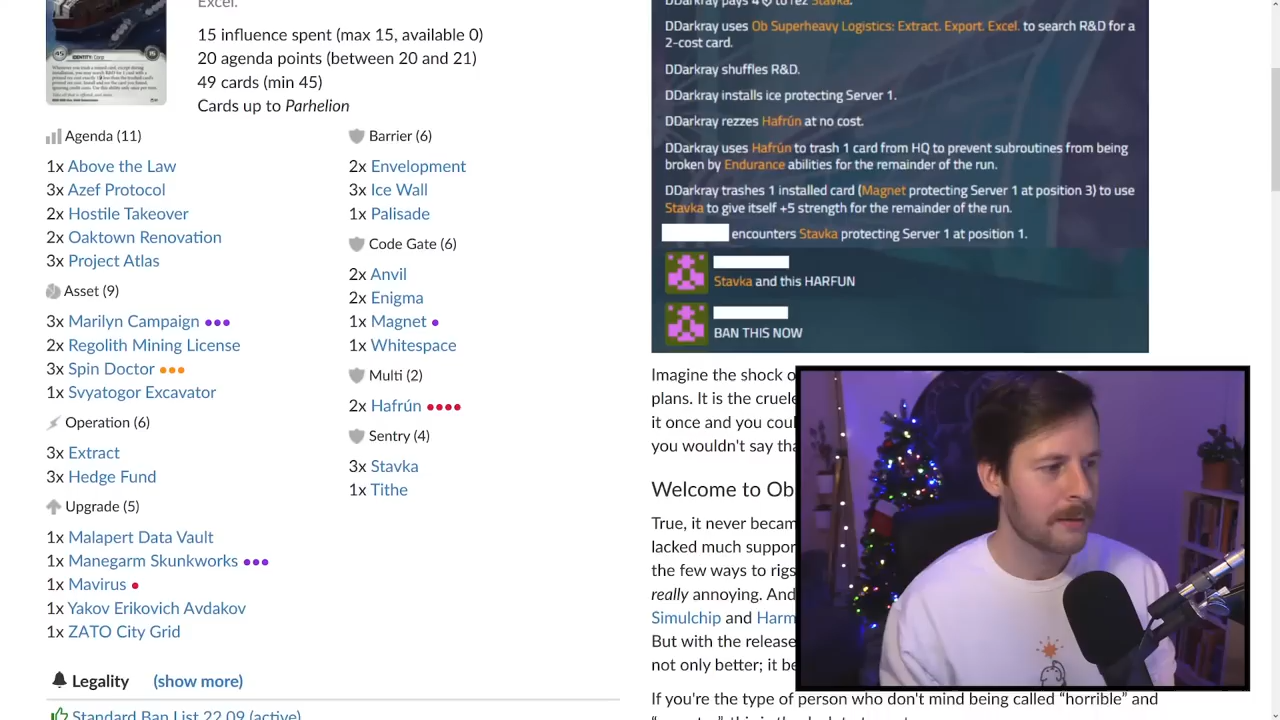 Excel.
15 influence spent (max 15, available 0)
20 agenda points (between 20 and 21)
49 cards (min 45)
Cards up to Parhelion
Agenda (11)
1x Above the Law
3x Azef Protocol
2x Hostile Takeover
2x Oaktown Renovation
3x Project Atlas
Asset (9)
3x Marilyn Campaign
2x Regolith Mining License
3x Spin Doctor
1x Svyatogor Excavator
Operation (6)
3x Extract
3x Hedge Fund
Upgrade (5)
1x Malapert Data Vault
1x Manegarm Skunkworks
1x Mavirus
1x Yakov Erikovich Avdakov
1x ZATO City Grid
Barrier (6)
2x Envelopment
3x Ice Wall
1x Palisade
Code Gate (6)
2x Anvil
2x Enigma
1x Magnet
1x Whitespace
Multi (2)
2x Hafrún
Sentry (4)
3x Stavka
1x Tithe
Legality (show more)
Standard Ban List 22.09 (active)
DDarkray pays 4 to rez Stavka.
DDarkray uses Ob Superheavy Logistics: Extract. Export. Excel. to search R&D for a
2-cost card.
DDarkray shuffles R&D.
DDarkray installs ice protecting Server 1.
DDarkray rezzes Hafrún at no cost.
DDarkray uses Hafrún to trash 1 card from HQ to prevent subroutines from being
broken by Endurance abilities for the remainder of the run.
DDarkray trashes 1 installed card (Magnet protecting Server 1 at position 3) to use
Stavka to give itself +5 strength for the remainder of the run.
encounters Stavka protecting Server 1 at position 1.
Stavka and this HARFUN
BAN THIS NOW
Imagine the shock o
plans. It is the cruele
it once and you coul
you wouldn't say tha
Welcome to Ob
True, it never becam
lacked much suppor
the few ways to rigs
really annoying. And
Simulchip and Harm
But with the release
not only better; it be
If you're the type of person who don't mind being called “horrible” and